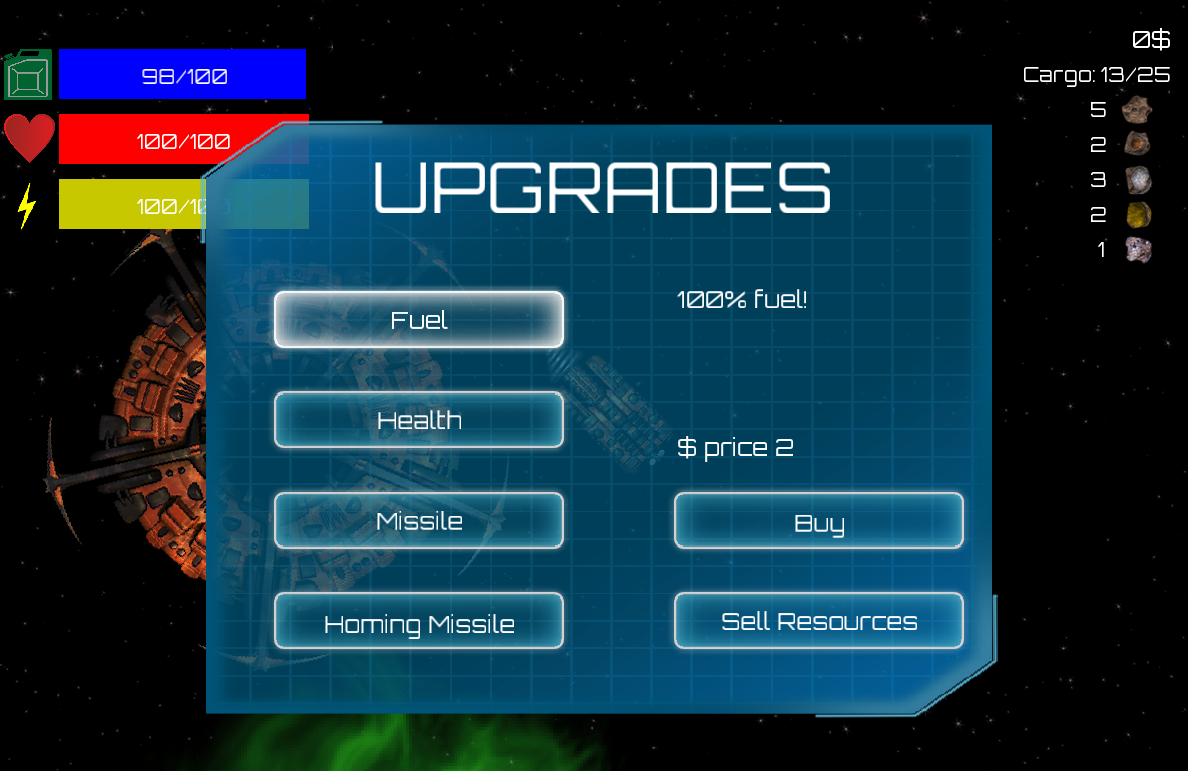 0$
98/100
Cargo: 13/25
5
100/100
2
3
100/100
2
1
UPGRADES
100% fuel!
Fuel
Health
$ price 2
Missile
Buy
Homing Missile
Sell Resources